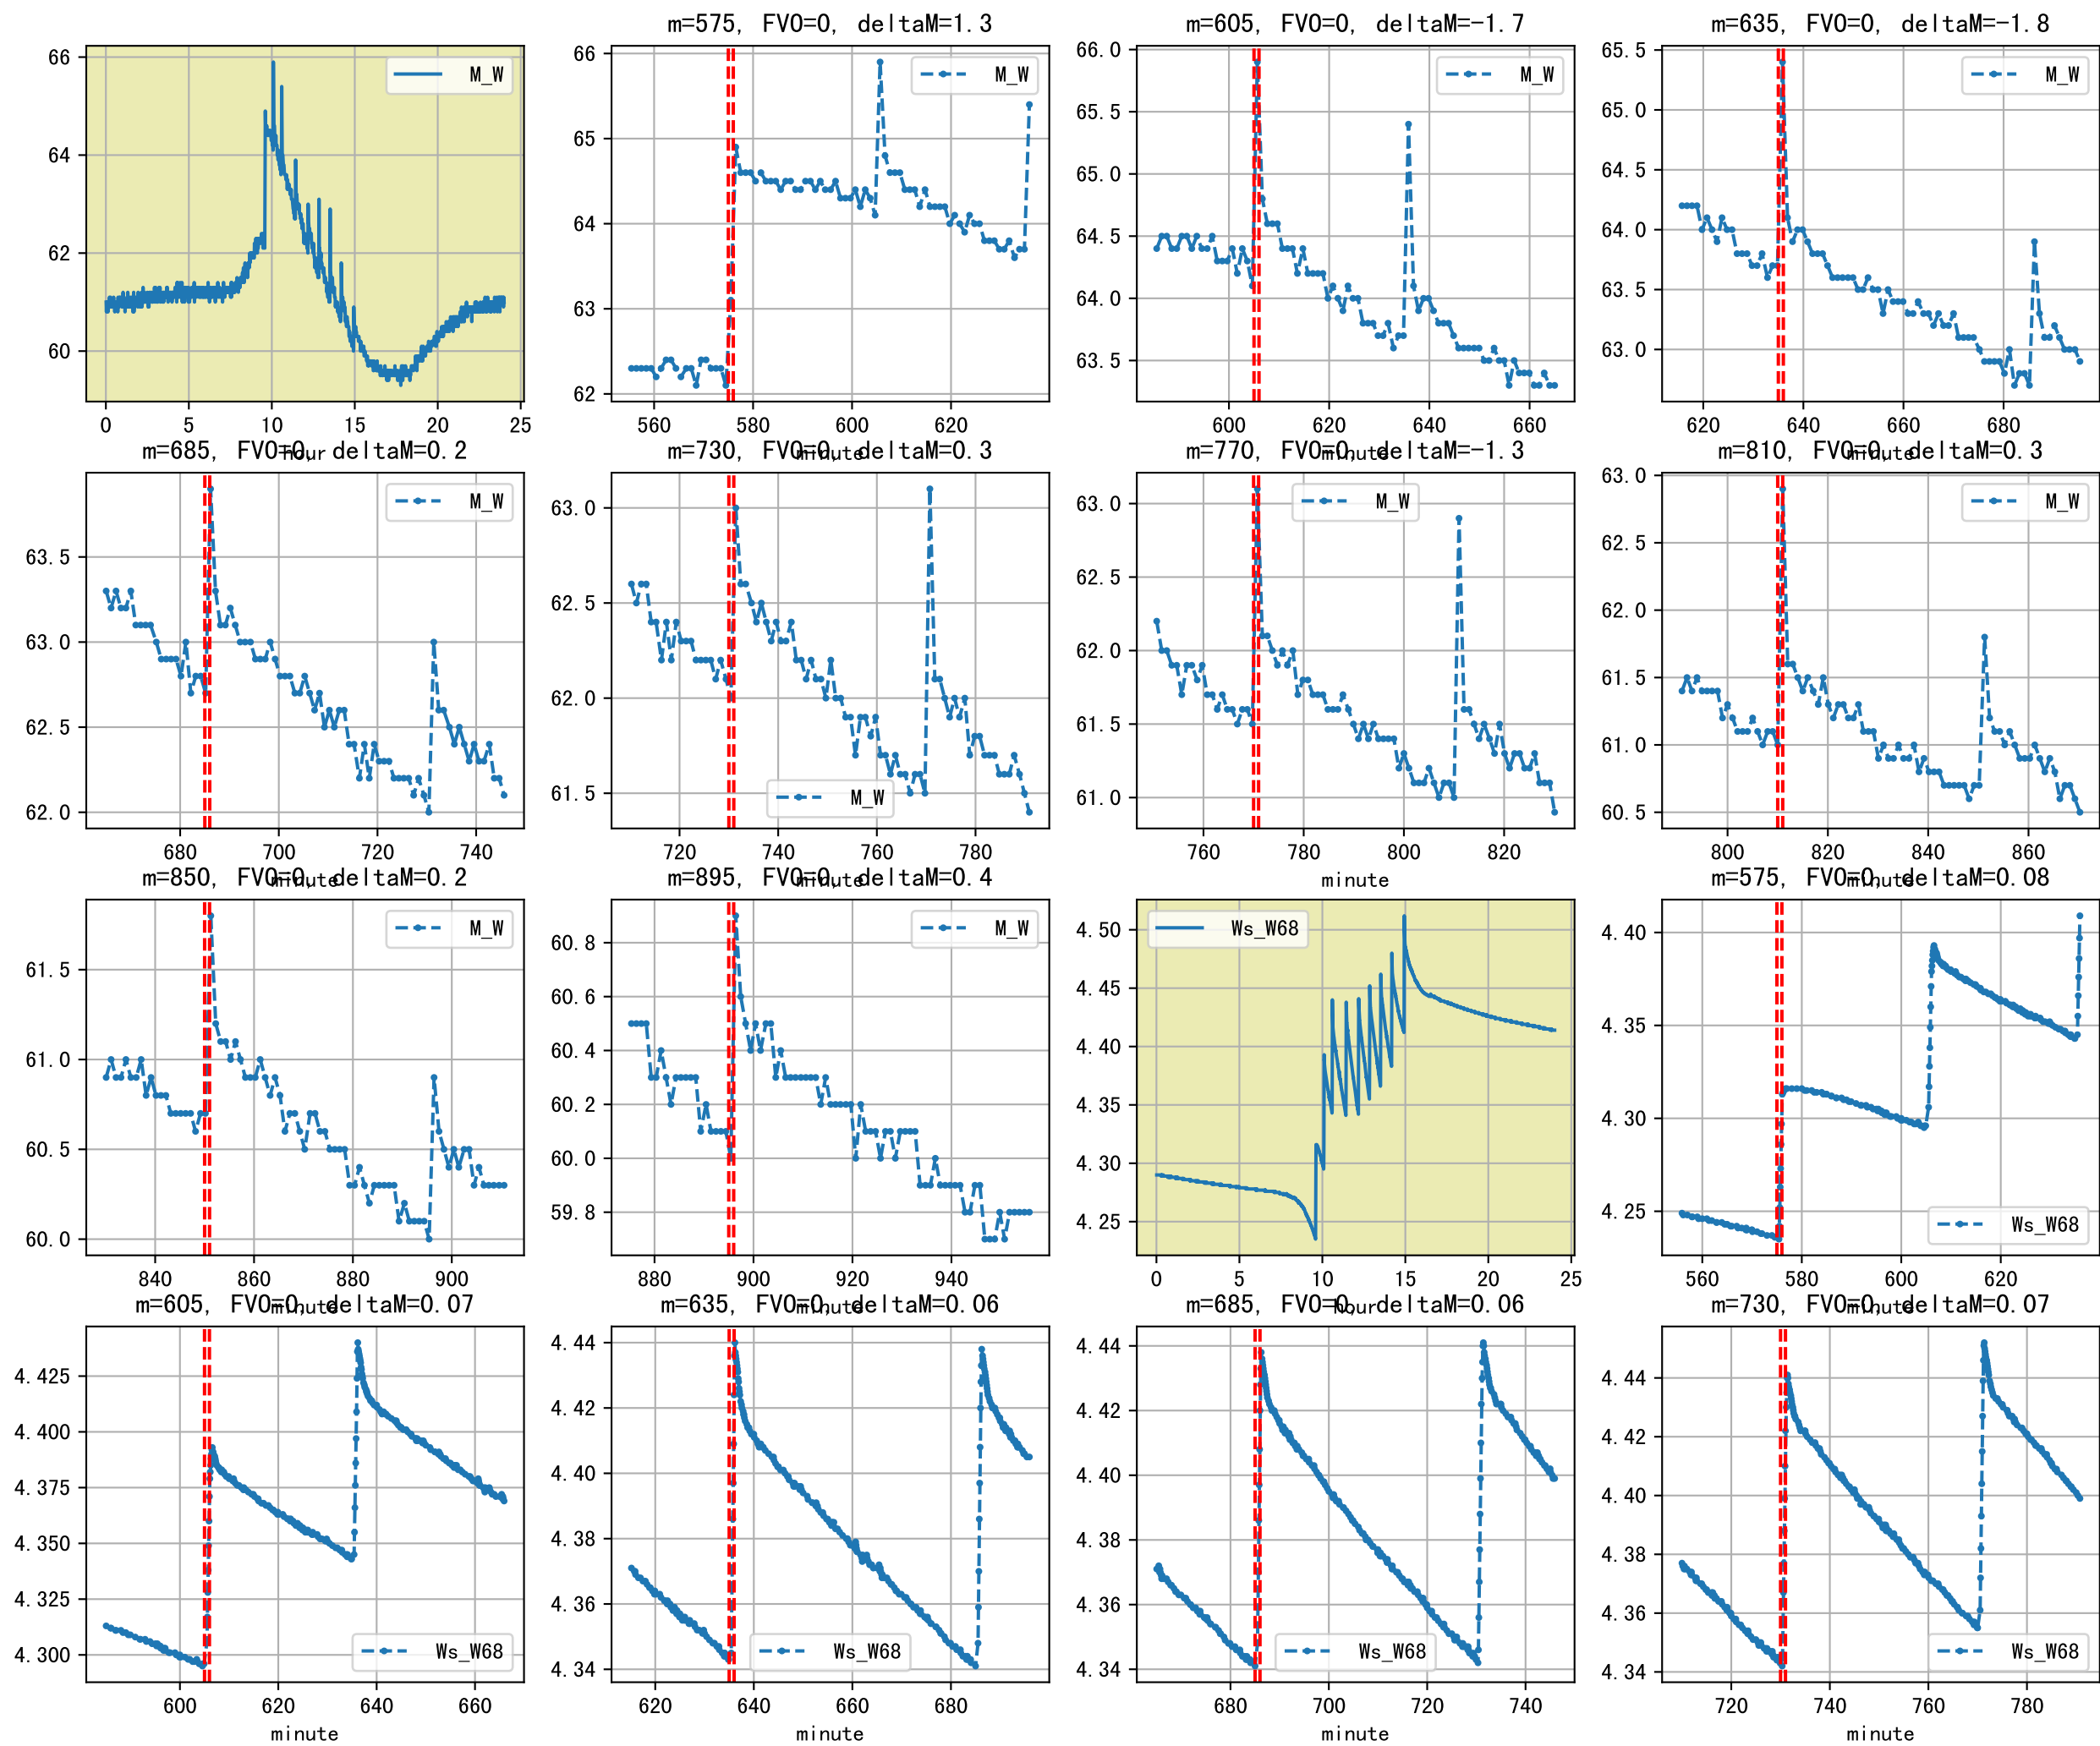 M_W
66
64
62
60
0 5 10 15 20 25
hour
m=575, FVO=0, deltaM=1.3
M_W
66
65
64
63
62
560 580 600 620
minute
m=605, FVO=0, deltaM=-1.7
M_W
66.0
65.5
65.0
64.5
64.0
63.5
600 620 640 660
minute
m=635, FVO=0, deltaM=-1.8
M_W
65.5
65.0
64.5
64.0
63.5
63.0
620 640 660 680
minute
m=685, FVO=0, deltaM=0.2
M_W
63.5
63.0
62.5
62.0
680 700 720 740
minute
m=730, FVO=0, deltaM=0.3
63.0
62.5
62.0
61.5
M_W
720 740 760 780
minute
m=770, FVO=0, deltaM=-1.3
M_W
63.0
62.5
62.0
61.5
61.0
760 780 800 820
minute
m=810, FVO=0, deltaM=0.3
M_W
63.0
62.5
62.0
61.5
61.0
60.5
800 820 840 860
minute
m=850, FVO=0, deltaM=0.2
M_W
61.5
61.0
60.5
60.0
840 860 880 900
minute
m=895, FVO=0, deltaM=0.4
M_W
60.8
60.6
60.4
60.2
60.0
59.8
880 900 920 940
minute
Ws_W68
4.50
4.45
4.40
4.35
4.30
4.25
0 5 10 15 20 25
hour
m=575, FVO=0, deltaM=0.08
4.40
4.35
4.30
4.25
Ws_W68
560 580 600 620
minute
m=605, FVO=0, deltaM=0.07
4.425
4.400
4.375
4.350
4.325
4.300
Ws_W68
600 620 640 660
minute
m=635, FVO=0, deltaM=0.06
4.44
4.42
4.40
4.38
4.36
4.34
Ws_W68
620 640 660 680
minute
m=685, FVO=0, deltaM=0.06
4.44
4.42
4.40
4.38
4.36
4.34
Ws_W68
680 700 720 740
minute
m=730, FVO=0, deltaM=0.07
4.44
4.42
4.40
4.38
4.36
4.34
Ws_W68
720 740 760 780
minute